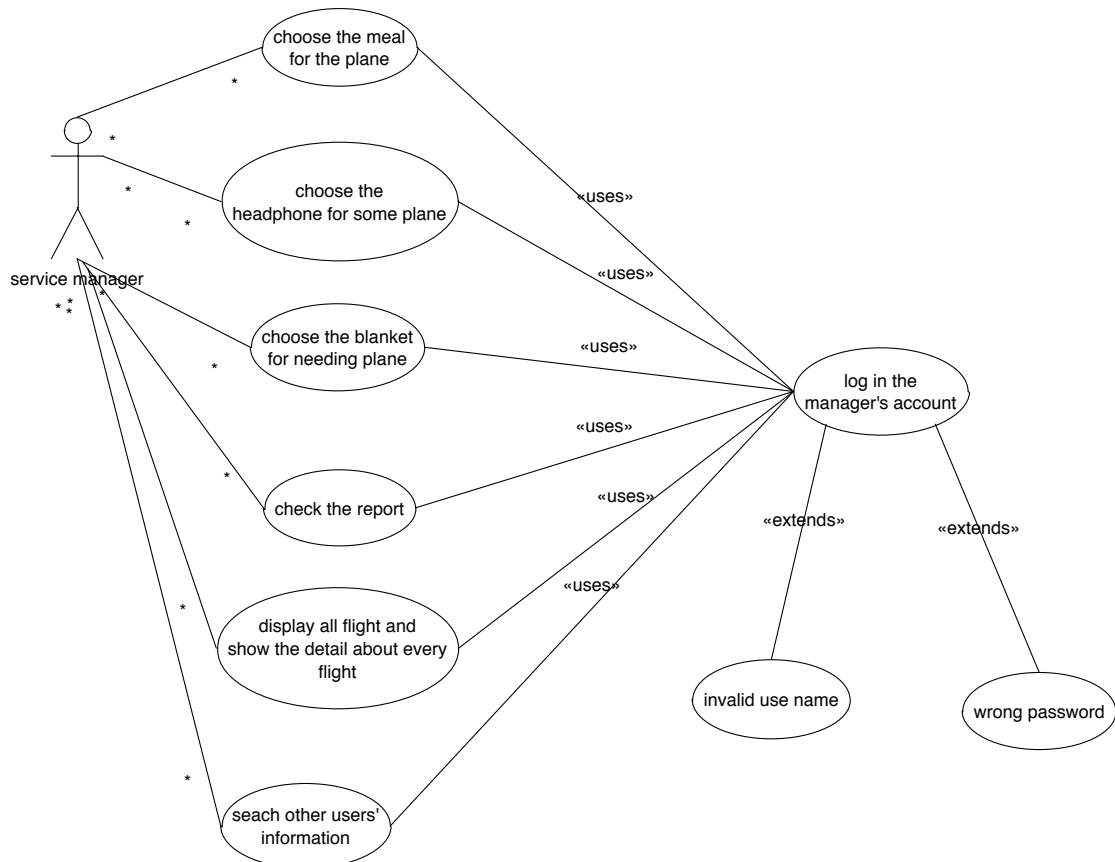 choose the meal
for the plane
*
*
*
*
choose the
headphone for some plane
«uses»
«uses»
service manager
*
*
*
*
choose the blanket
for needing plane
*
«uses»
log in the
manager's account
«uses»
*
check the report
«uses»
«extends»
«extends»
«uses»
*
display all flight and
show the detail about every
flight
invalid use name
wrong password
*
seach other users'
information